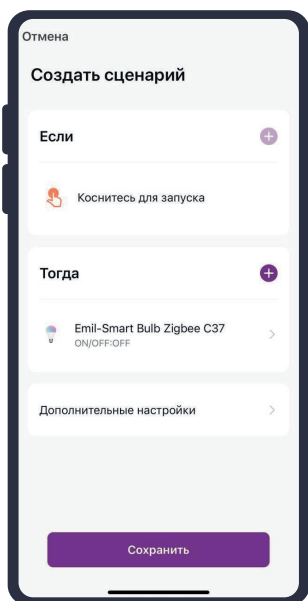 Отмена
Создать сценарий
Если
Коснитесь для запуска
Тогда
Emil-Smart Bulb Zigbee C37
ON/OFF:OFF
Дополнительные настройки
Сохранить